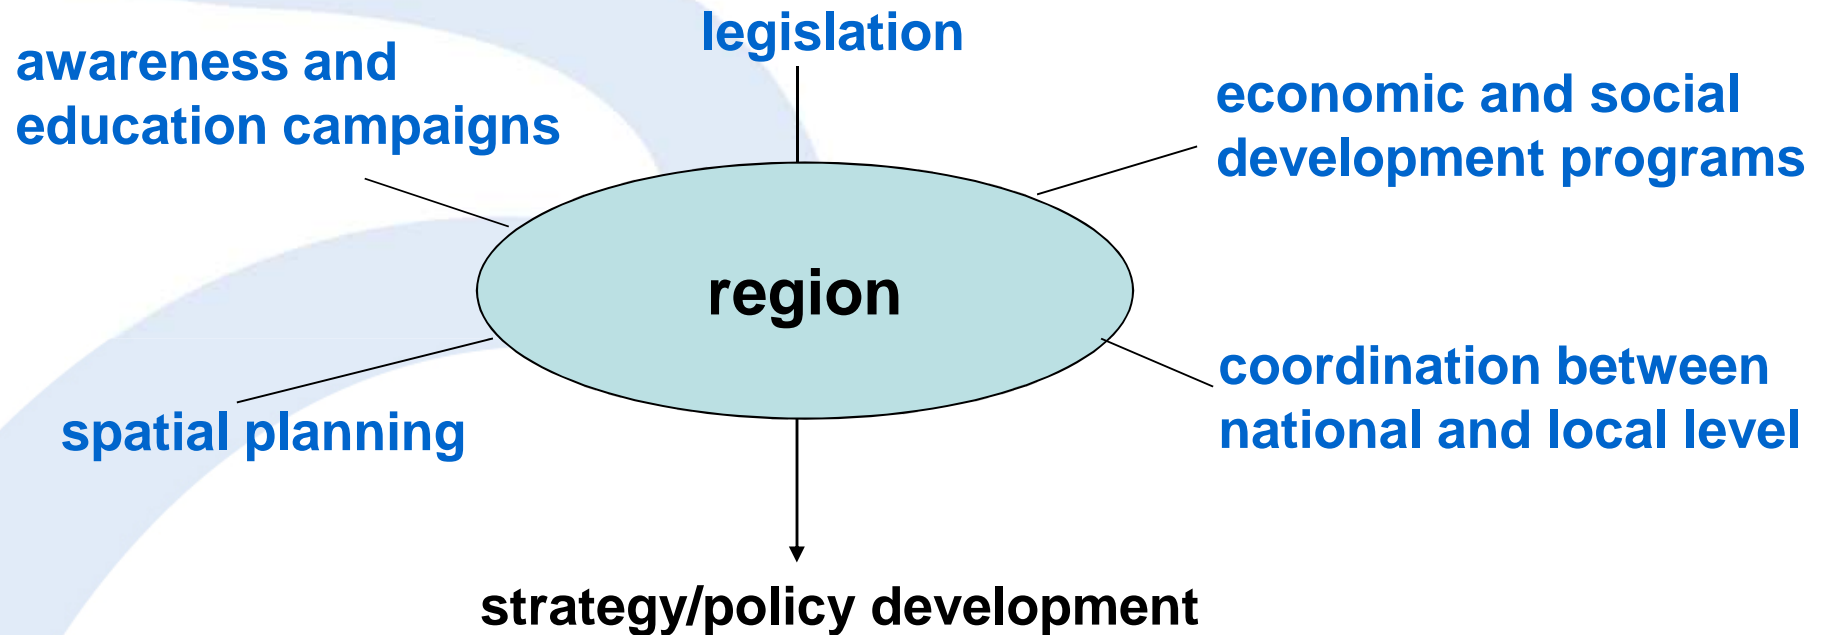 legislation
awareness and
education campaigns
economic and social
development programs
region
coordination between
national and local level
spatial planning
strategy/policy development